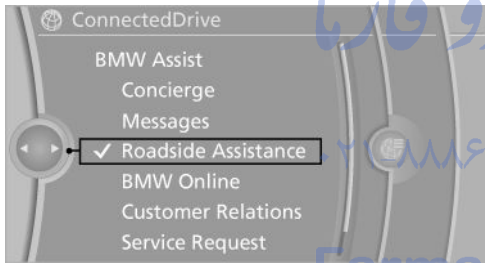 ConnectedDrive
BMW Assist
Concierge
Messages
✓ Roadside Assistance
BMW Online
Customer Relations
Service Request